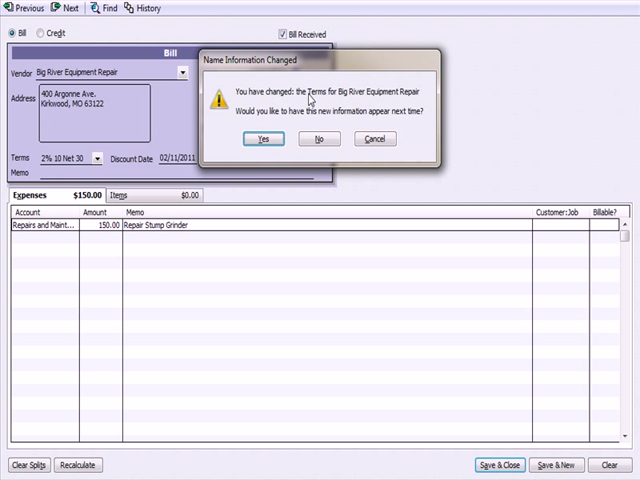 Previous Next Find History
Bill Credit
Bill Received
Name Information Changed
Bill
Vendor Big River Equipment Repair
You have changed: the Terms for Big River Equipment Repair
Would you like to have this new information appear next time?
Yes No Cancel
Address 400 Argonne Ave.
Kirkwood, MO 63122
Terms 2% 10 Net 30 Discount Date 02/11/2011
Memo
Expenses $150.00 Items $0.00
Account Amount Memo Customer:Job Billable?
Repairs and Maint... 150.00 Repair Stump Grinder
Clear Splits Recalculate Save & Close Save & New Clear